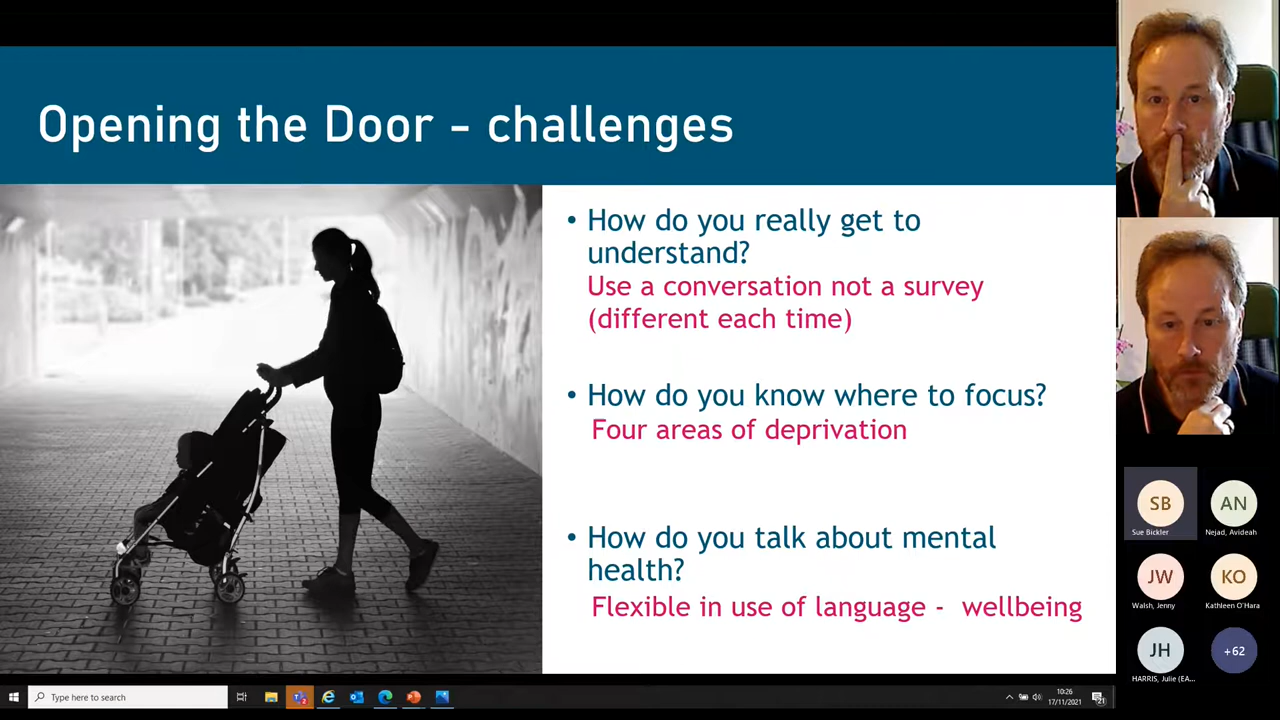 Opening the Door - challenges
• How do you really get to
understand?
Use a conversation not a survey
(different each time)
• How do you know where to focus?
Four areas of deprivation
• How do you talk about mental
health?
Flexible in use of language - wellbeing
SB
Sue Bickler
AN
Nejad, Avideah
JW
Walsh, Jenny
KO
Kathleen O'Hara
JH
HARRIS, Julie (EA...
+62
Type here to search
10:26
17/11/2021
21